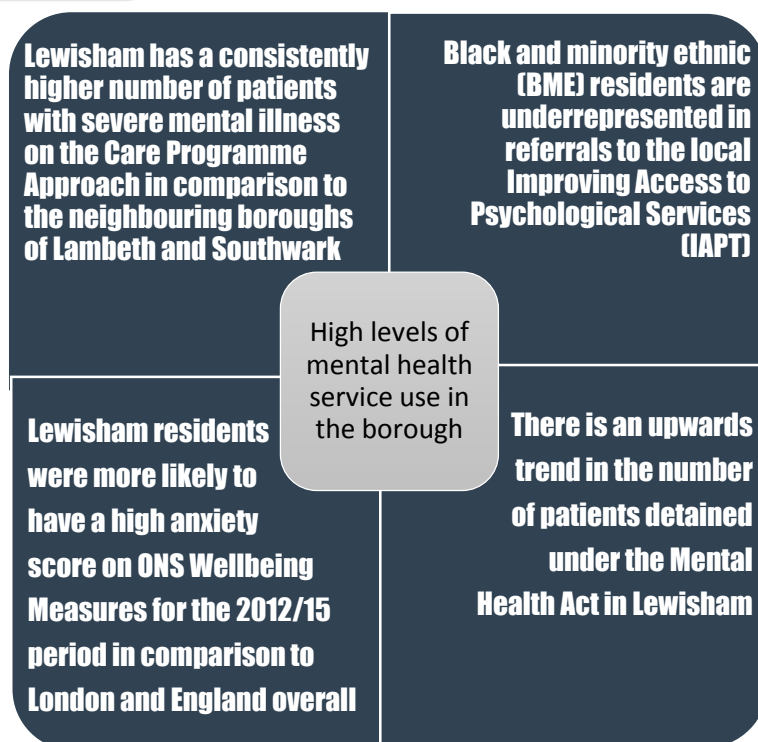 Lewisham has a consistently
higher number of patients
with severe mental illness
on the Care Programme
Approach in comparison to
the neighbouring boroughs
of Lambeth and Southwark
Black and minority ethnic
(BME) residents are
underrepresented in
referrals to the local
Improving Access to
Psychological Services
(IAPT)
High levels of
mental health
service use in
the borough
Lewisham residents
were more likely to
have a high anxiety
score on ONS Wellbeing
Measures for the 2012/15
period in comparison to
London and England overall
There is an upwards
trend in the number
of patients detained
under the Mental
Health Act in Lewisham